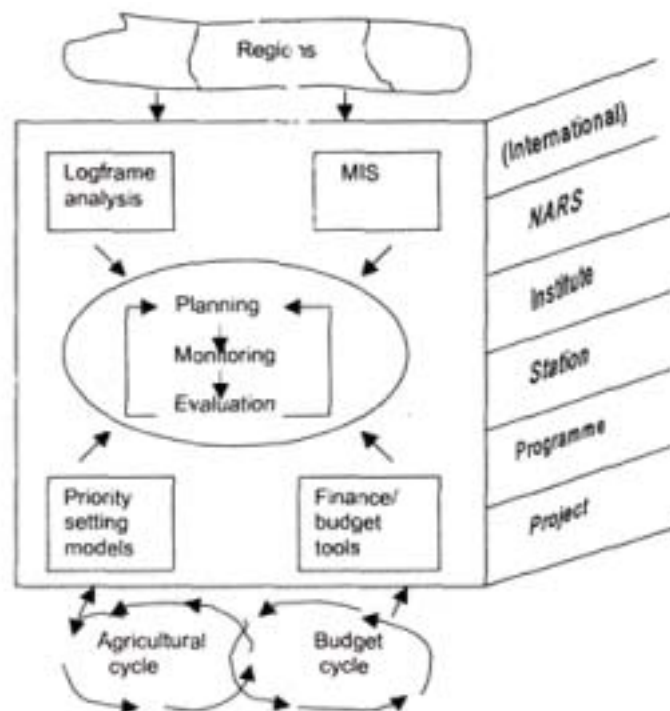 Regions
Logframe
analysis
MIS
Planning
Monitoring
Evaluation
Priority
setting
models
Finance/
budget
tools
Agricultural
cycle
Budget
cycle
(International)
NARS
Institute
Station
Programme
Project